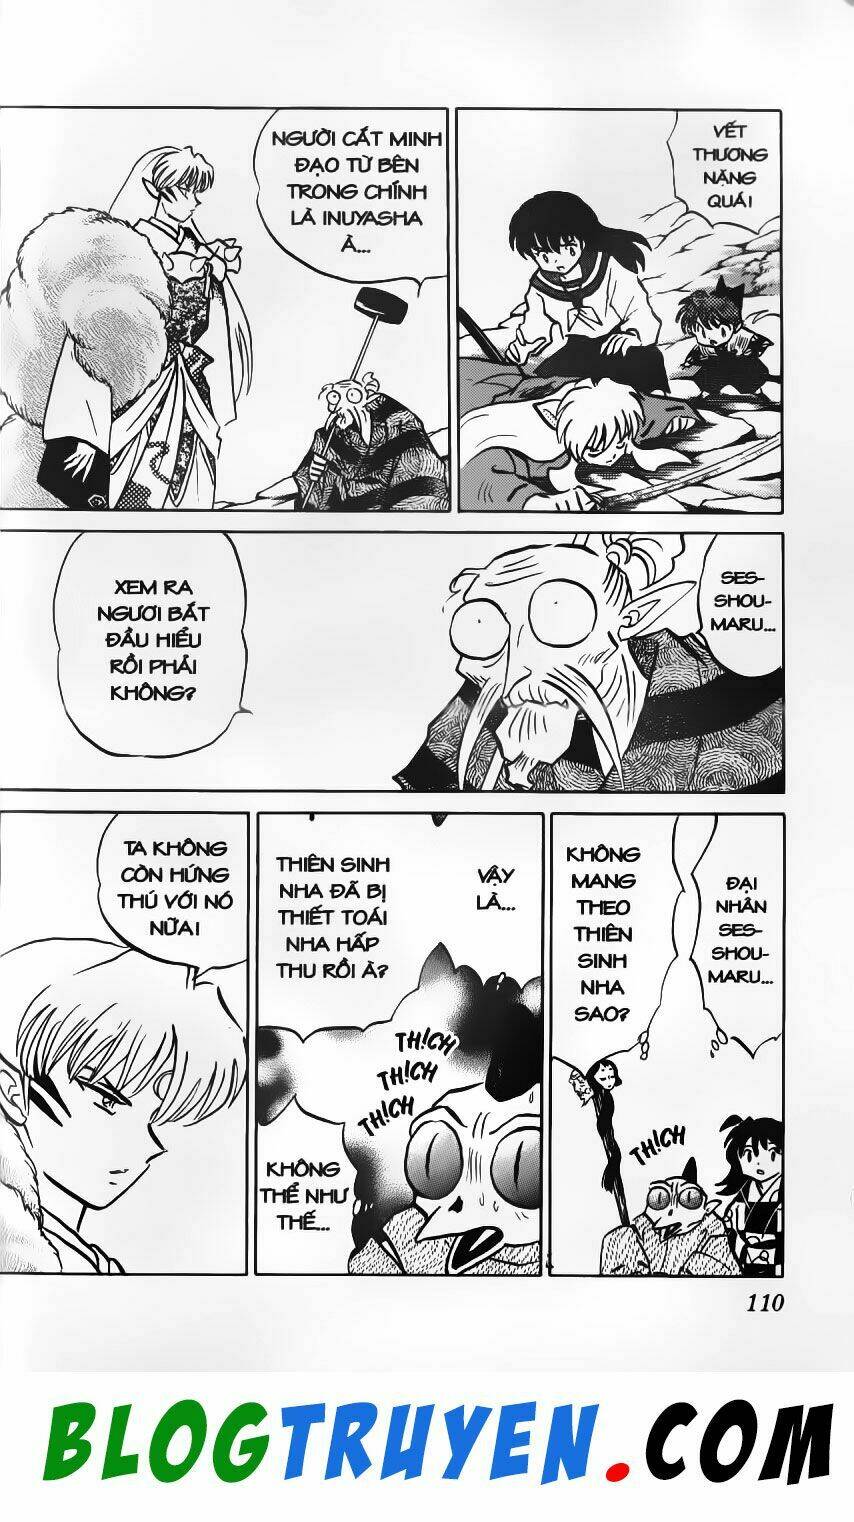 VẾT
THƯƠNG
NẶNG
QUÁ!
NGƯỜI CẮT MINH
ĐẠO TỪ BÊN
TRONG CHÍNH
LÀ INUYASHA
À...
SES-
SHOU-
MARU...
XEM RA
NGƯƠI BẮT
ĐẦU HIỂU
RỒI PHẢI
KHÔNG?
ĐẠI
NHÂN
SES-
SHOU-
MARU...
KHÔNG
MANG
THEO
THIÊN
SINH
NHA
SAO?
THỊCH
VẬY
LÀ...
THIÊN SINH
NHA ĐÃ BỊ
THIẾT TOÁI
NHA HẤP
THU RỒI À?
THỊCH
THỊCH
THỊCH
KHÔNG
THỂ NHƯ
THẾ...
TA KHÔNG
CÒN HỨNG
THÚ VỚI NÓ
NỮA!
110
BLOGTRUYEN.COM